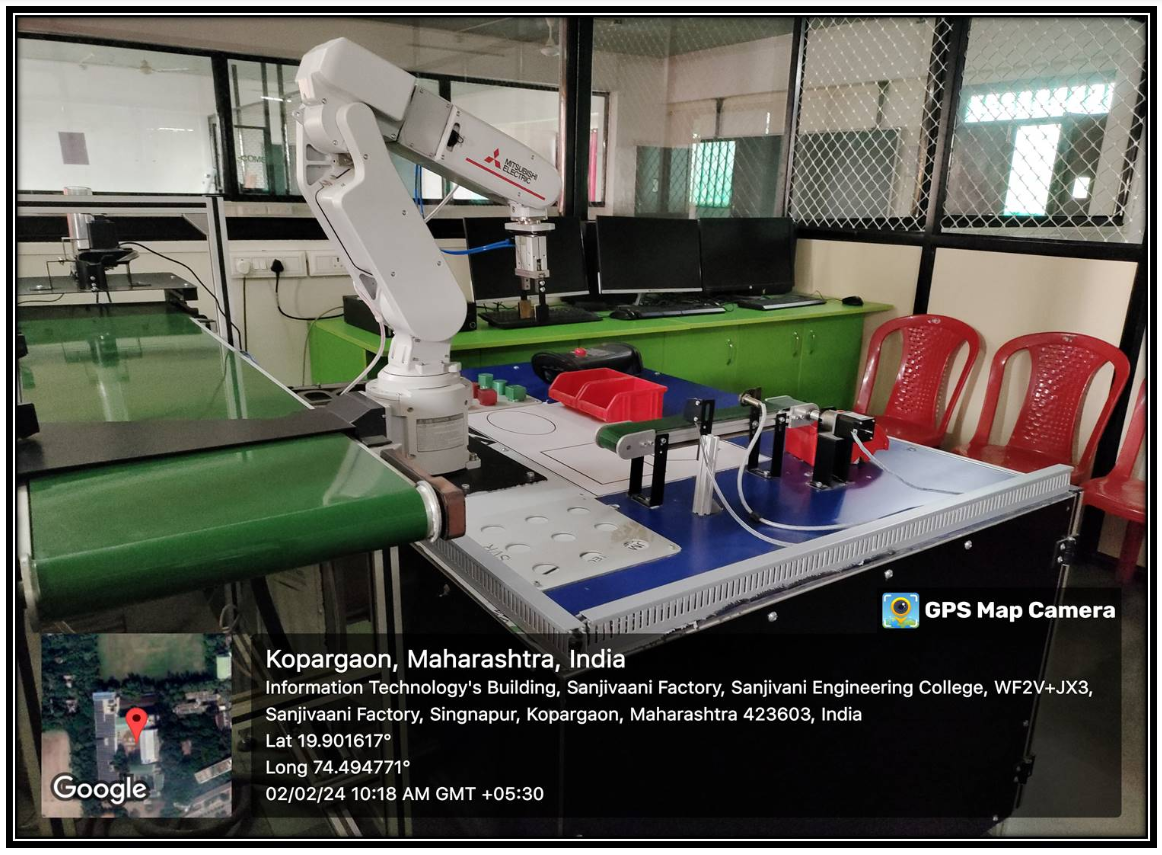 MITSUBISHI
ELECTRIC
GPS Map Camera
Kopargaon, Maharashtra, India
Information Technology's Building, Sanjivaani Factory, Sanjivani Engineering College, WF2V+JX3,
Sanjivaani Factory, Singnapur, Kopargaon, Maharashtra 423603, India
Lat 19.901617°
Long 74.494771°
02/02/24 10:18 AM GMT +05:30
Google